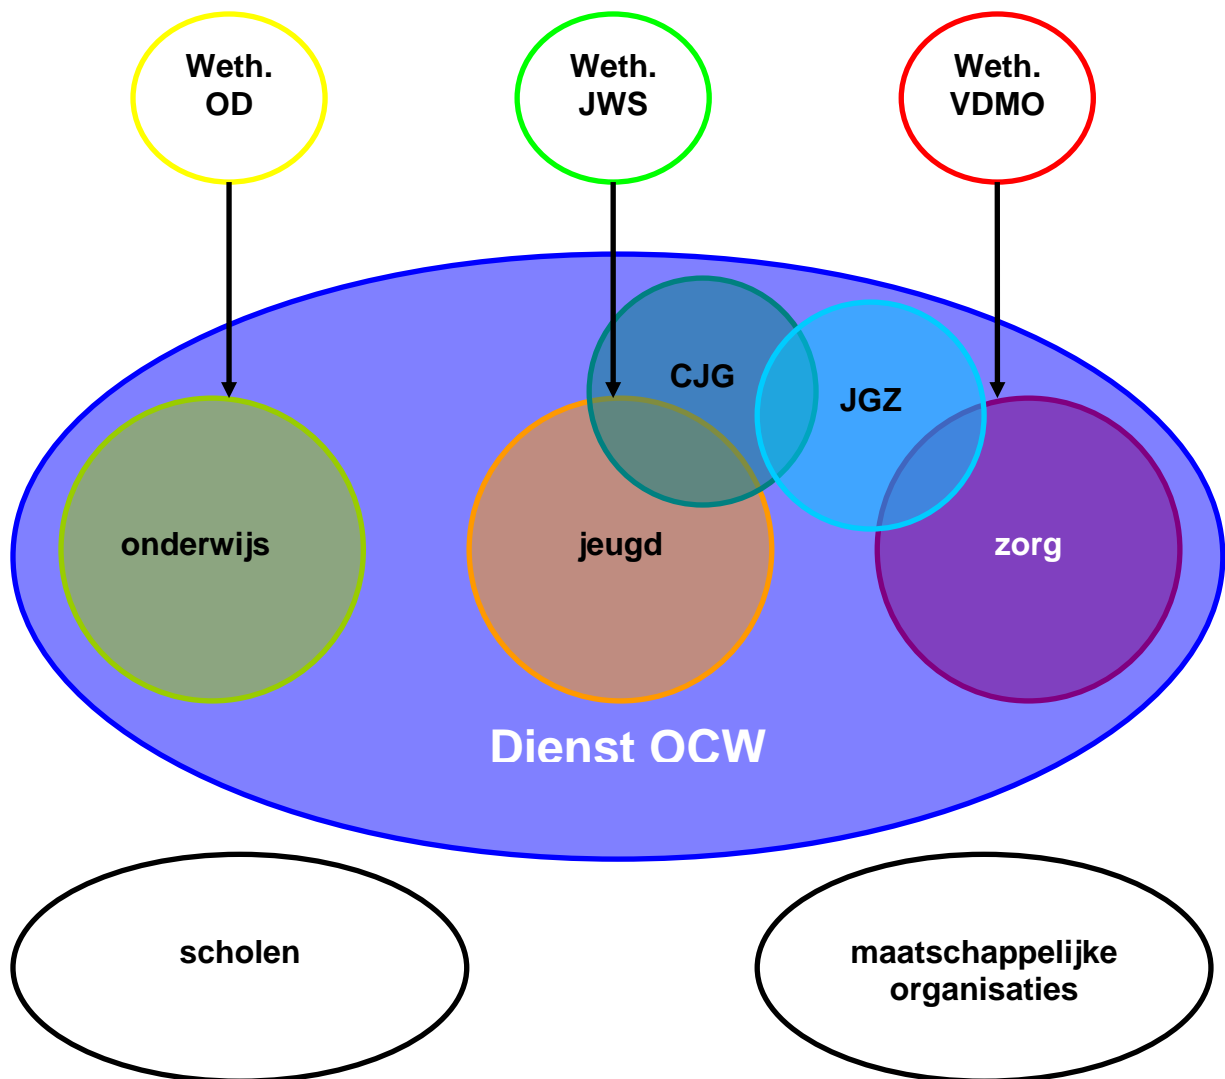 Weth.
OD
Weth.
JWS
Weth.
VDMO
CJG
JGZ
onderwijs
jeugd
zorg
Dienst OCW
scholen
maatschappelijke
organisaties